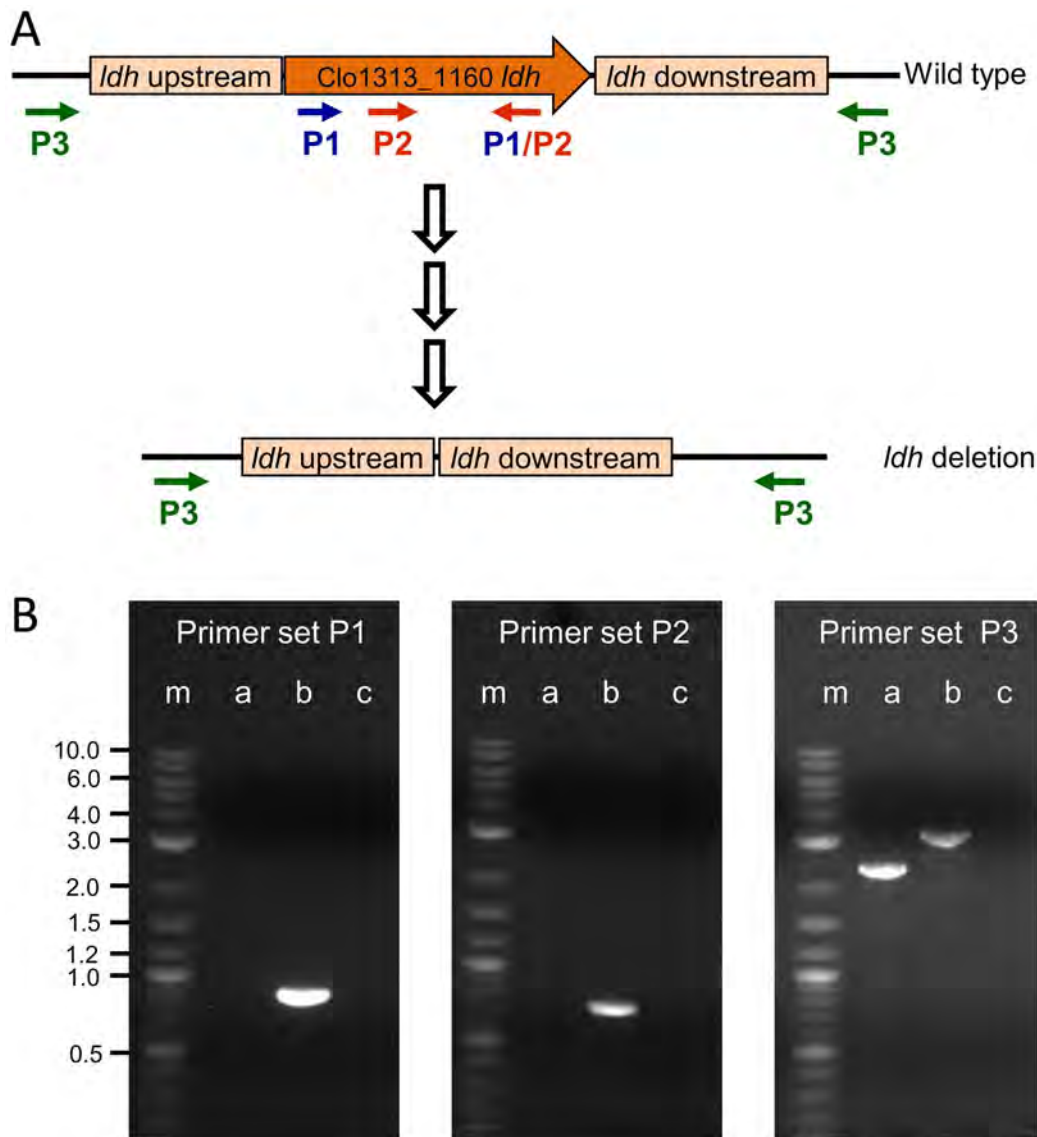 A
ldh upstream Clo1313_1160 ldh ldh downstream Wild type
P3 P1 P2 P1/P2 P3
ldh upstream ldh downstream ldh deletion
P3 P3
B
Primer set P1 Primer set P2 Primer set P3
m a b c m a b c m a b c
10.0
6.0
4.0
3.0
2.0
1.5
1.2
1.0
0.5